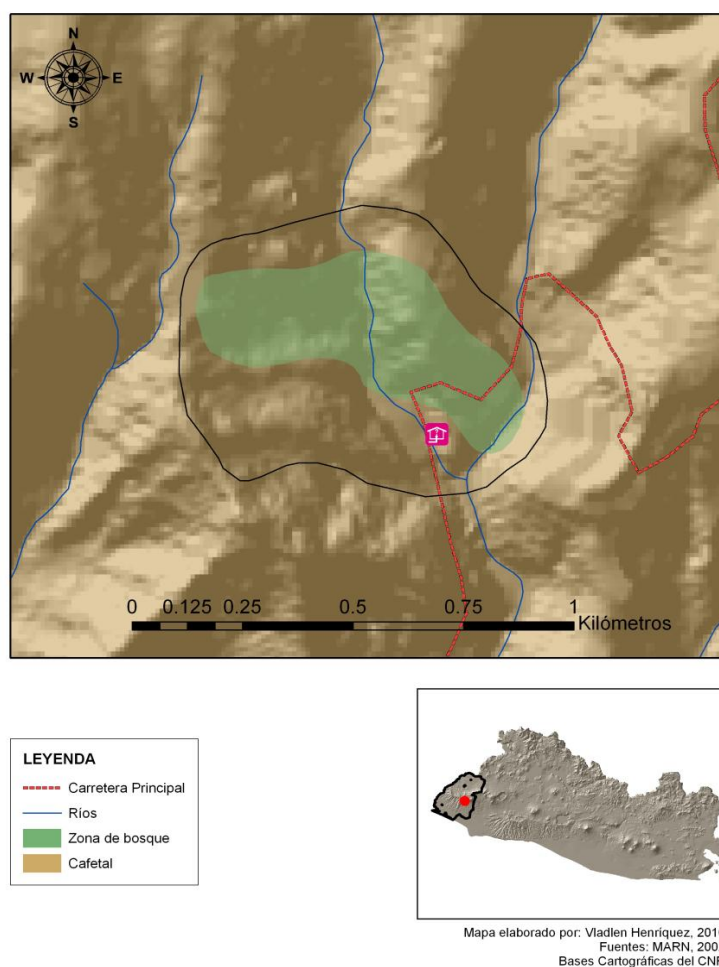 N
W E
S
0 0.125 0.25 0.5 0.75 1
Kilómetros
LEYENDA
Carretera Principal
Ríos
Zona de bosque
Cafetal
Mapa elaborado por: Vladlen Henríquez,
Fuentes: MARN,
Bases Cartográficas del